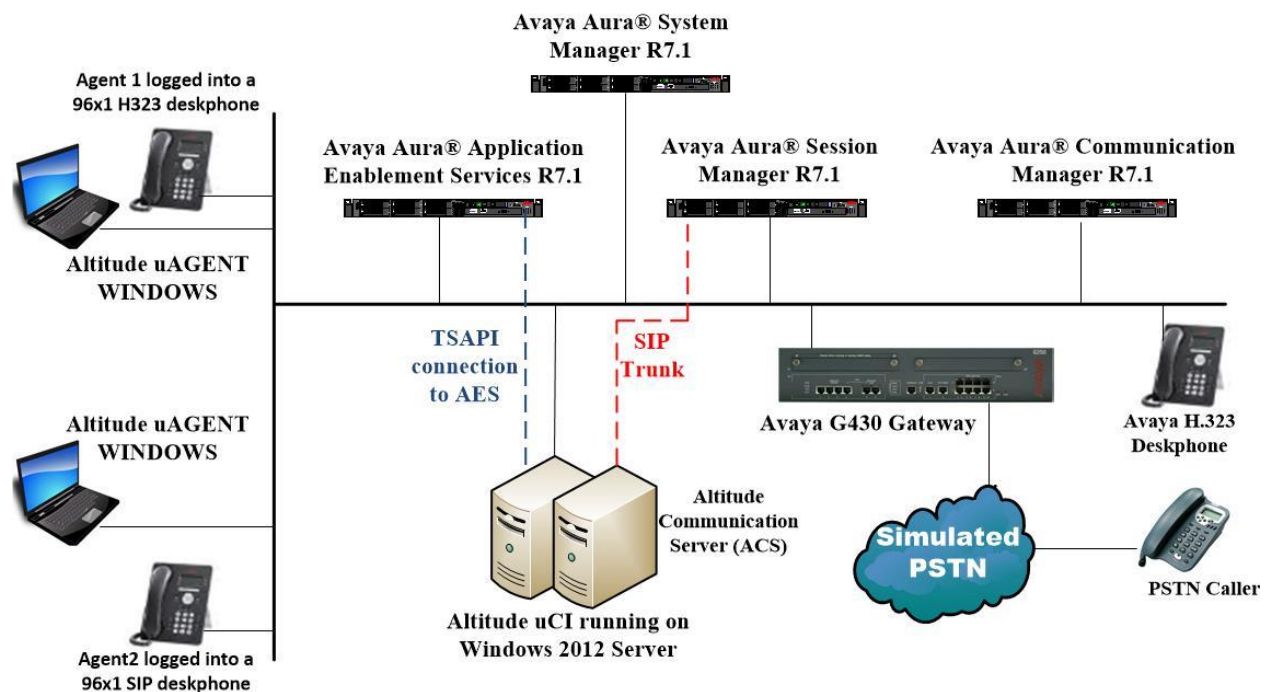 Avaya Aura® System
Manager R7.1
Agent 1 logged into a
96x1 H323 deskphone
Avaya Aura® Application
Enablement Services R7.1
Avaya Aura® Session
Manager R7.1
Avaya Aura® Communication
Manager R7.1
Altitude uAGENT
WINDOWS
TSAPI
connection
to AES
SIP
Trunk
Avaya G430 Gateway
Avaya H.323
Deskphone
Altitude uAGENT
WINDOWS
Altitude
Communication
Server (ACS)
Simulated
PSTN
PSTN Caller
Altitude uCI running on
Windows 2012 Server
Agent2 logged into a
96x1 SIP deskphone